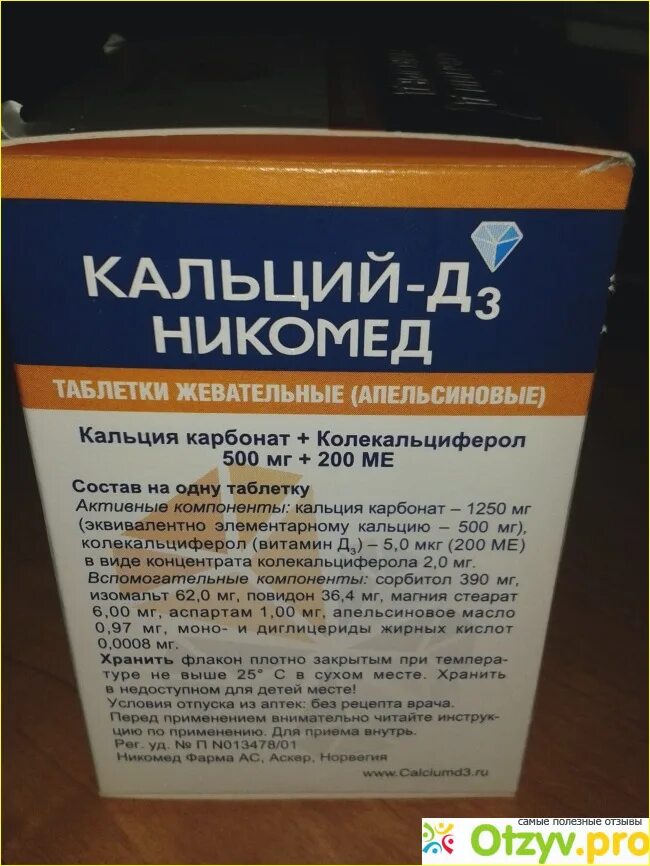 КАЛЬЦИЙ-Д3
НИКОМЕД
ТАБЛЕТКИ ЖЕВАТЕЛЬНЫЕ (АПЕЛЬСИНОВЫЕ)
Кальция карбонат + Колекальциферол
500 мг + 200 МЕ
Состав на одну таблетку
Активные компоненты: кальция карбонат – 1250 мг
(эквивалентно элементарному кальцию – 500 мг),
колекальциферол (витамин Д3) – 5,0 мкг (200 МЕ)
в виде концентрата колекальциферола 2,0 мг.
Вспомогательные компоненты: сорбитол 390 мг,
изомальт 62,0 мг, повидон 36,4 мг, магния стеарат
6,00 мг, аспартам 1,00 мг, апельсиновое масло
0,97 мг, моно- и диглицериды жирных кислот
0,0008 мг.
Хранить флакон плотно закрытым при темпера-
туре не выше 25° С в сухом месте. Хранить
в недоступном для детей месте!
Условия отпуска из аптек: без рецепта врача.
Перед применением внимательно читайте инструк-
цию по применению. Для приема внутрь.
Рег. уд. № П N013478/01
Никомед Фарма АС, Аскер, Норвегия
www.Calciumd3.ru
самые полезные отзывы
Otzyv.pro